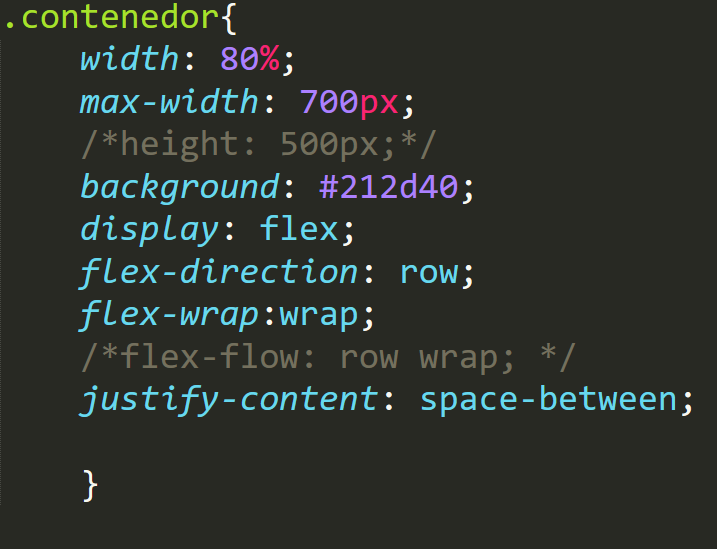 .contenedor{
width: 80%;
max-width: 700px;
/*height: 500px;*/
background: #212d40;
display: flex;
flex-direction: row;
flex-wrap:wrap;
/*flex-flow: row wrap; */
justify-content: space-between;
}